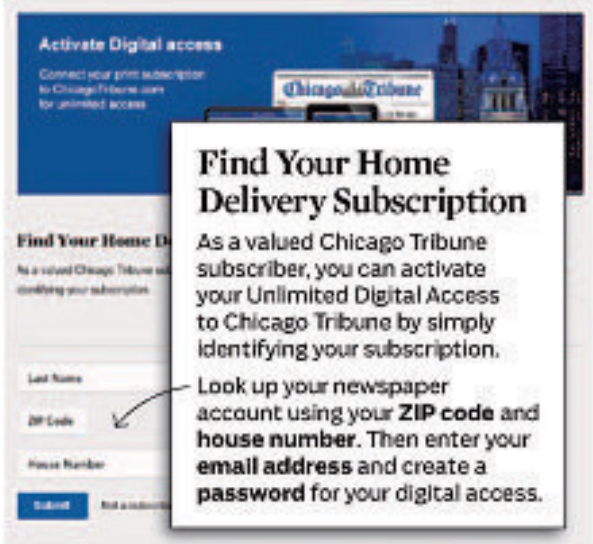 Activate Digital access
Connect your print subscription
to ChicagoTribune.com
for unlimited access
Chicago Tribune
Find Your Home
Delivery Subscription
As a valued Chicago Tribune
subscriber, you can activate
your Unlimited Digital Access
to Chicago Tribune by simply
identifying your subscription.
Look up your newspaper
account using your ZIP code and
house number. Then enter your
email address and create a
password for your digital access.
Find Your Home De
As a valued Chicago Tribune
identifying your subscription.
Last Name
ZIP Code
House Number
Submit
Not a